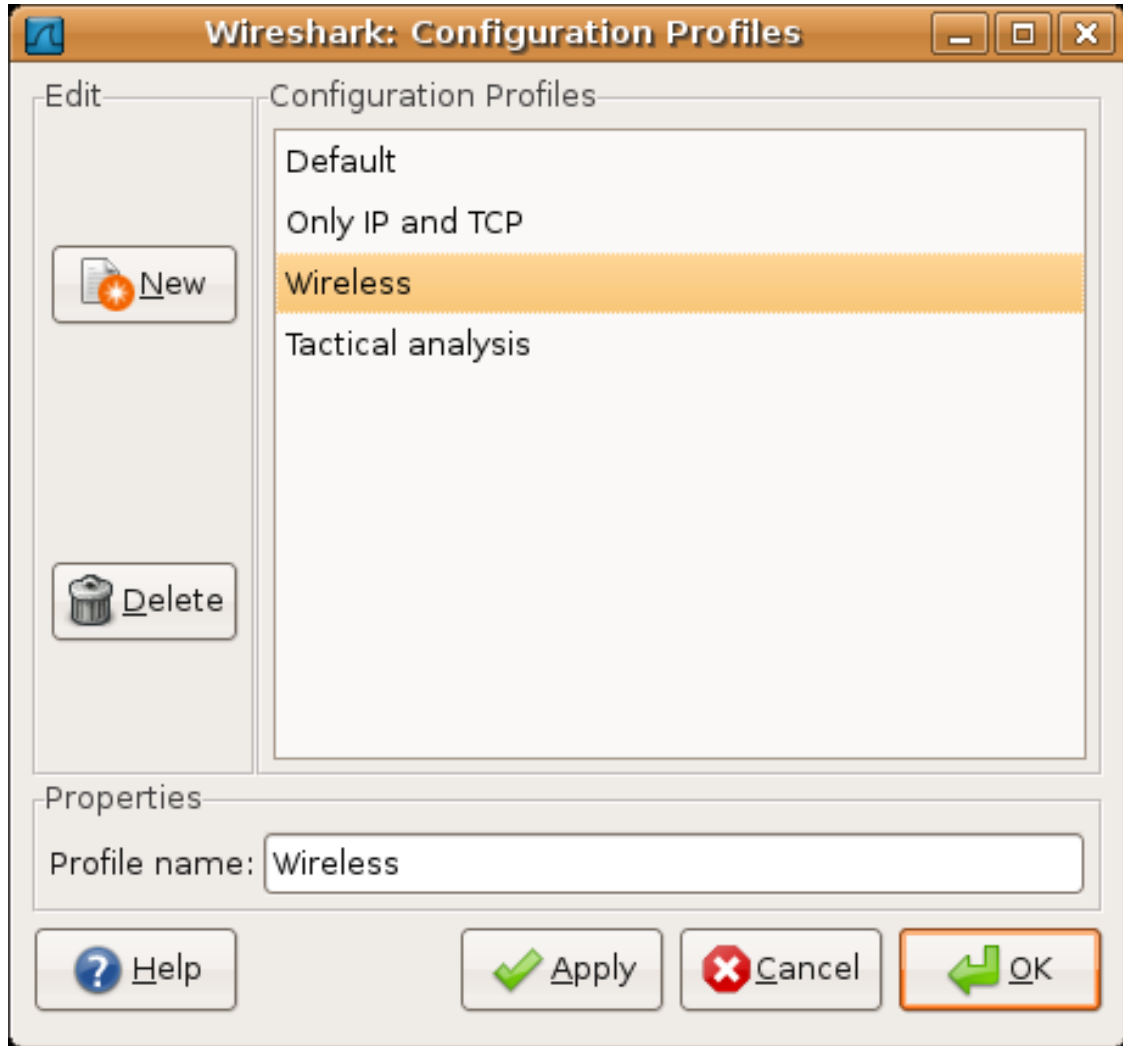 Wireshark: Configuration Profiles
Edit
Configuration Profiles
New
Delete
Default
Only IP and TCP
Wireless
Tactical analysis
Properties
Profile name: Wireless
Help
Apply
Cancel
OK